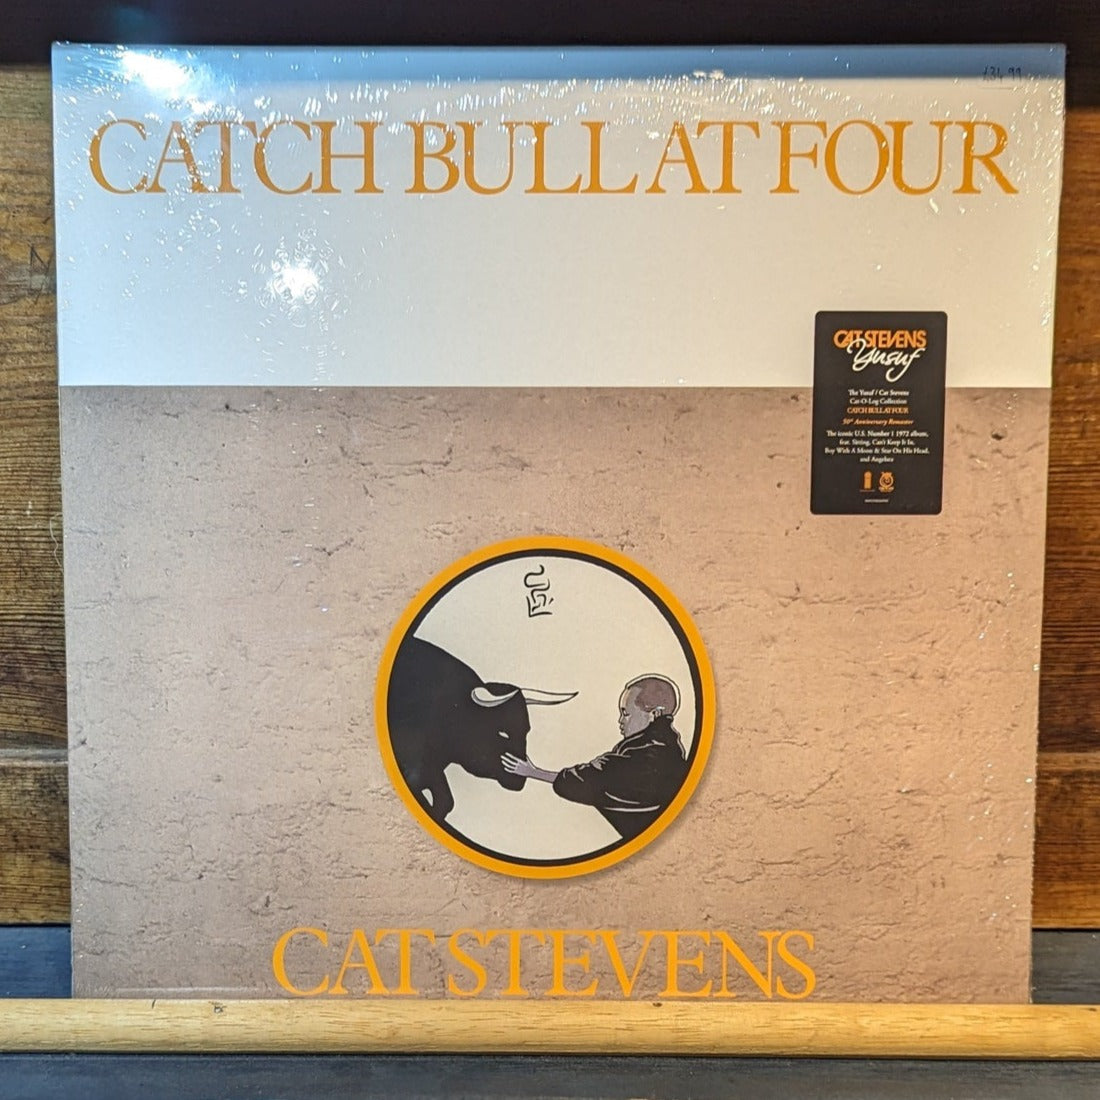 £34.99
CATCH BULL AT FOUR
CAT STEVENS
Yusuf
The Yusuf / Cat Stevens
Cat-O-Log Collection
CATCH BULL AT FOUR
50th Anniversary Remaster
The iconic U.S. Number 1 1972 album,
feat. Sitting, Can't Keep It In,
Boy With A Moon & Star On His Head,
and Angelsea
CAT STEVENS